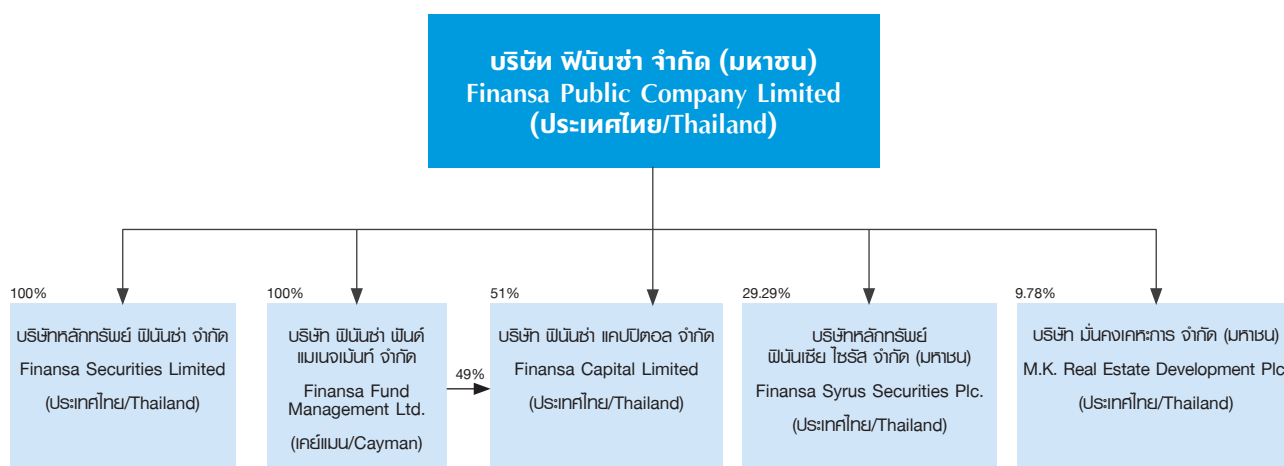 บริษัท ฟินันซ่า จำกัด (มหาชน)
Finansa Public Company Limited
(ประเทศไทย/Thailand)
100%
บริษัทหลักทรัพย์ ฟินันซ่า จำกัด
Finansa Securities Limited
(ประเทศไทย/Thailand)
100%
บริษัท ฟินันซ่า ฟันด์
แมเนจเม้นท์ จำกัด
Finansa Fund
Management Ltd.
(เคย์แมน/Cayman)
49%
51%
บริษัท ฟินันซ่า แคปปิตอล จำกัด
Finansa Capital Limited
(ประเทศไทย/Thailand)
29.29%
บริษัทหลักทรัพย์
ฟินันเซีย ไซรัส จำกัด (มหาชน)
Finansa Syrus Securities Plc.
(ประเทศไทย/Thailand)
9.78%
บริษัท มั่นคงเคหะการ จำกัด (มหาชน)
M.K. Real Estate Development Plc
(ประเทศไทย/Thailand)